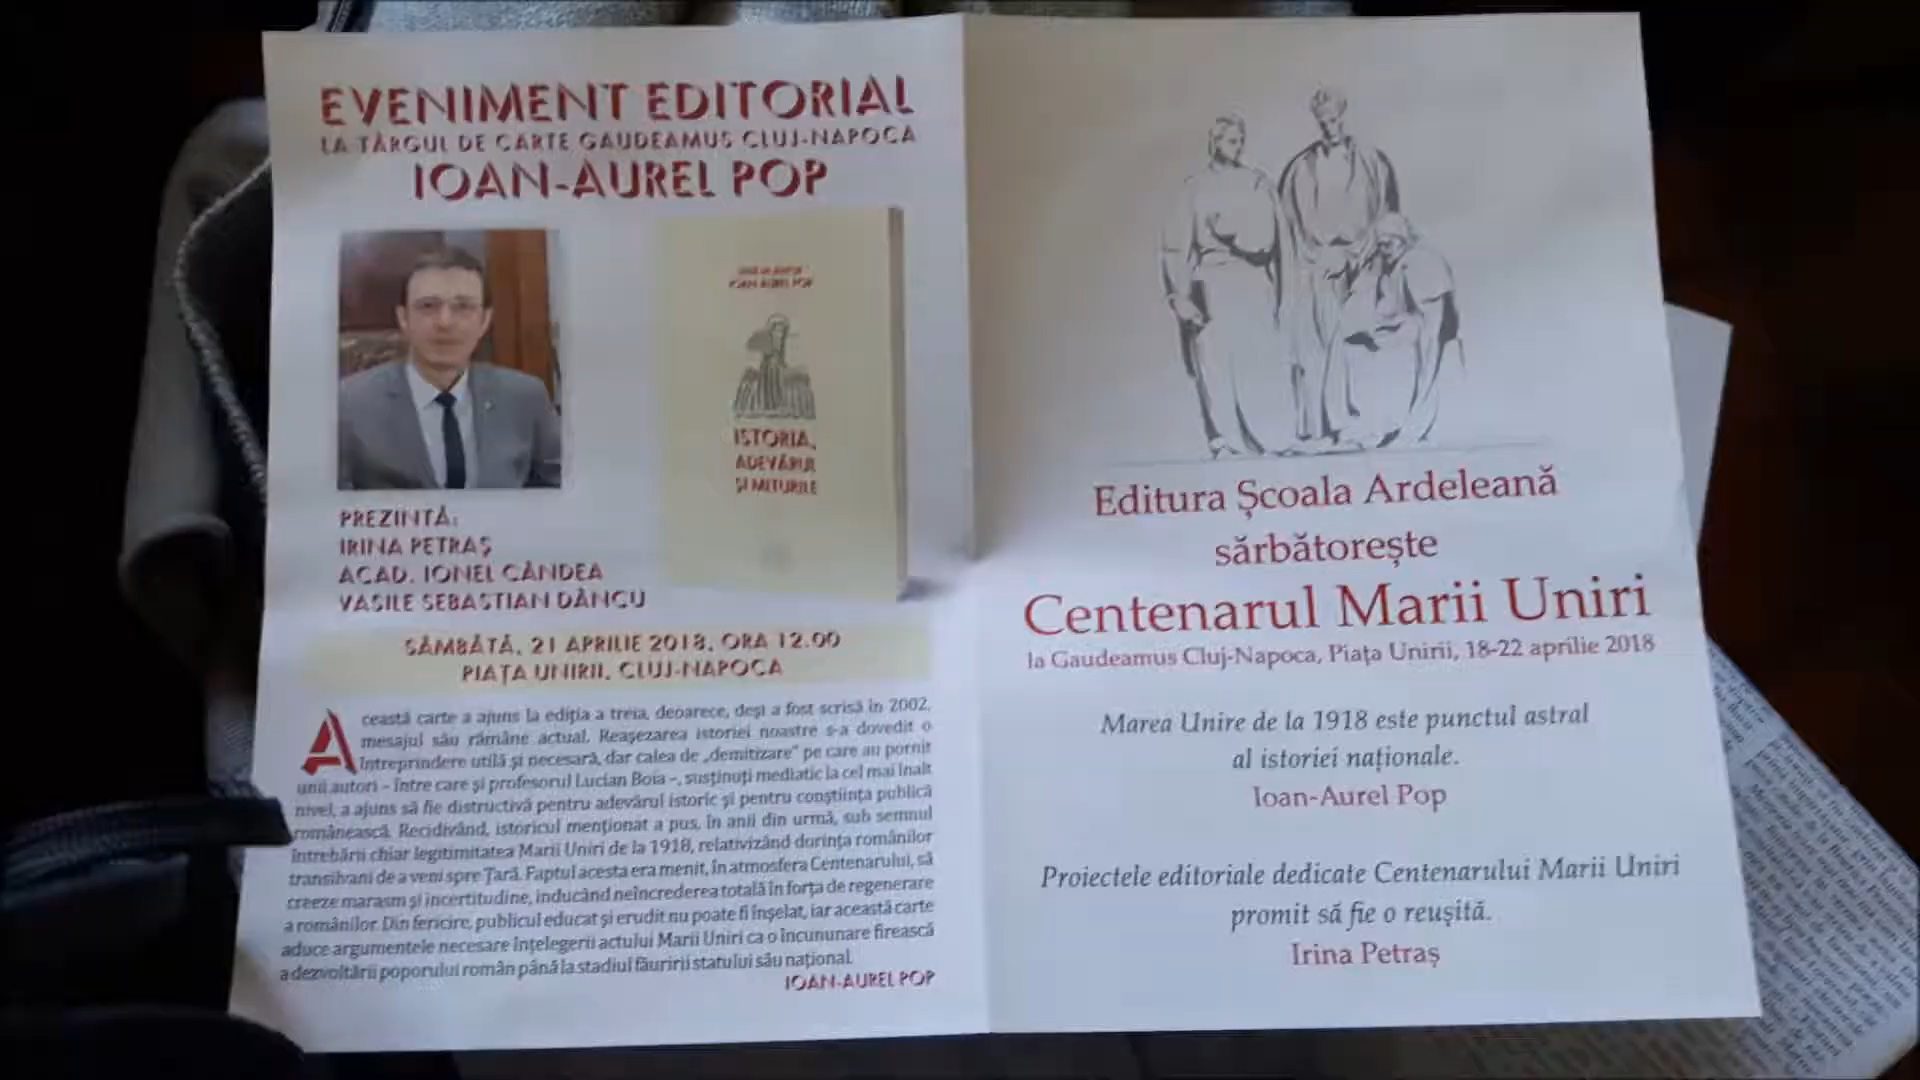 EVENIMENT EDITORIAL
LA TÂRGUL DE CARTE GAUDEAMUS CLUJ-NAPOCA
IOAN-AUREL POP
IOAN-AUREL POP
ISTORIA,
ADEVĂRUL
ȘI MITURILE
PREZINTĂ:
IRINA PETRAȘ
ACAD. IONEL CÂNDEA
VASILE SEBASTIAN DÂNCU
SÂMBĂTĂ, 21 APRILIE 2018, ORA 12.00
PIAȚA UNIRII, CLUJ-NAPOCA
Această carte a ajuns la ediția a treia, deoarece, deși a fost scrisă în 2002,
mesajul său rămâne actual. Reașezarea istoriei noastre s-a dovedit o
întreprindere utilă și necesară, dar calea de „demitizare” pe care au pornit
unii autori – între care și profesorul Lucian Boia –, susținuți mediatic la cel mai înalt
nivel, a ajuns să fie distructivă pentru adevărul istoric și pentru conștiința publică
românească. Recidivând, istoricul menționat a pus, în anii din urmă, sub semnul
întrebării chiar legitimitatea Marii Uniri de la 1918, relativizând dorința românilor
transilvani de a veni spre Țară. Faptul acesta era menit, în atmosfera Centenarului, să
creeze marasm și incertitudine, inducând neîncrederea totală în forța de regenerare
a românilor. Din fericire, publicul educat și erudit nu poate fi înșelat, iar această carte
aduce argumentele necesare înțelegerii actului Marii Uniri ca o încununare firească
a dezvoltării poporului român până la stadiul făuririi statului său național.
IOAN-AUREL POP
Editura Școala Ardeleană
sărbătorește
Centenarul Marii Uniri
la Gaudeamus Cluj-Napoca, Piața Unirii, 18-22 aprilie 2018
Marea Unire de la 1918 este punctul astral
al istoriei naționale.
Ioan-Aurel Pop
Proiectele editoriale dedicate Centenarului Marii Uniri
promit să fie o reușită.
Irina Petraș